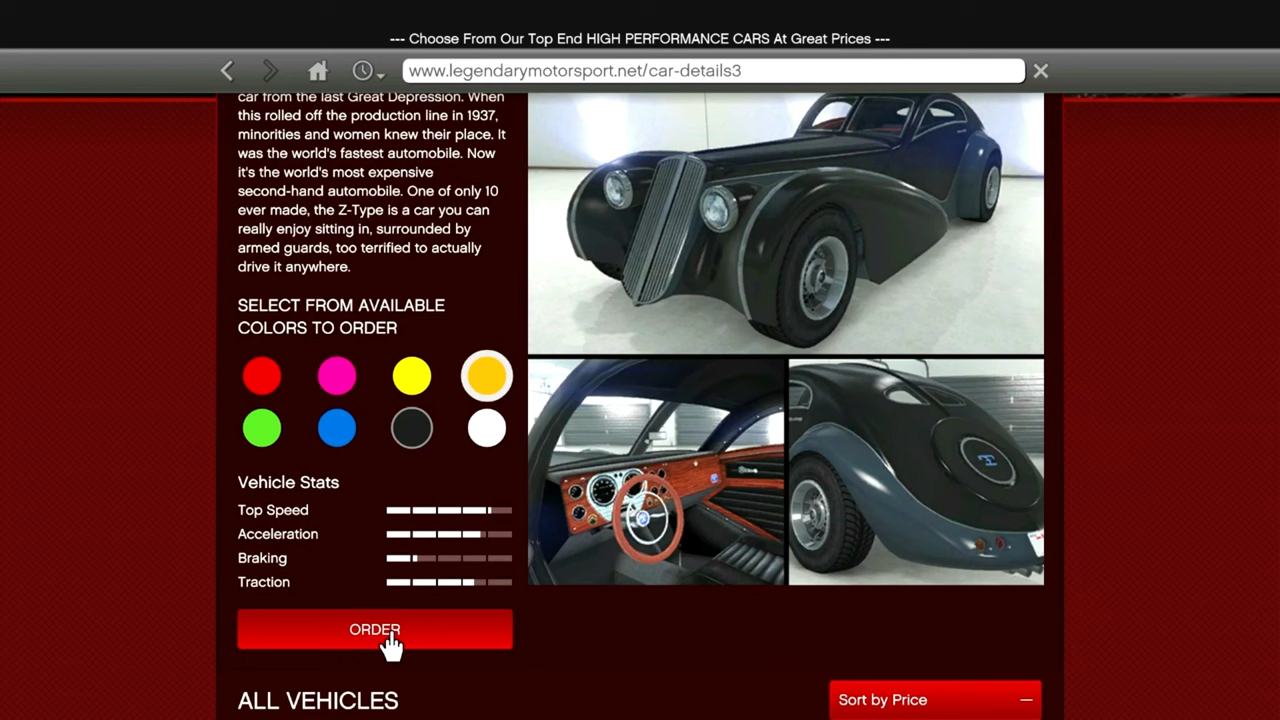 --- Choose From Our Top End HIGH PERFORMANCE CARS At Great Prices ---
www.legendarymotorsport.net/car-details3
car from the last Great Depression. When
this rolled off the production line in 1937,
minorities and women knew their place. It
was the world's fastest automobile. Now
it's the world's most expensive
second-hand automobile. One of only 10
ever made, the Z-Type is a car you can
really enjoy sitting in, surrounded by
armed guards, too terrified to actually
drive it anywhere.
SELECT FROM AVAILABLE
COLORS TO ORDER
Vehicle Stats
Top Speed
Acceleration
Braking
Traction
ORDER
ALL VEHICLES
Sort by Price